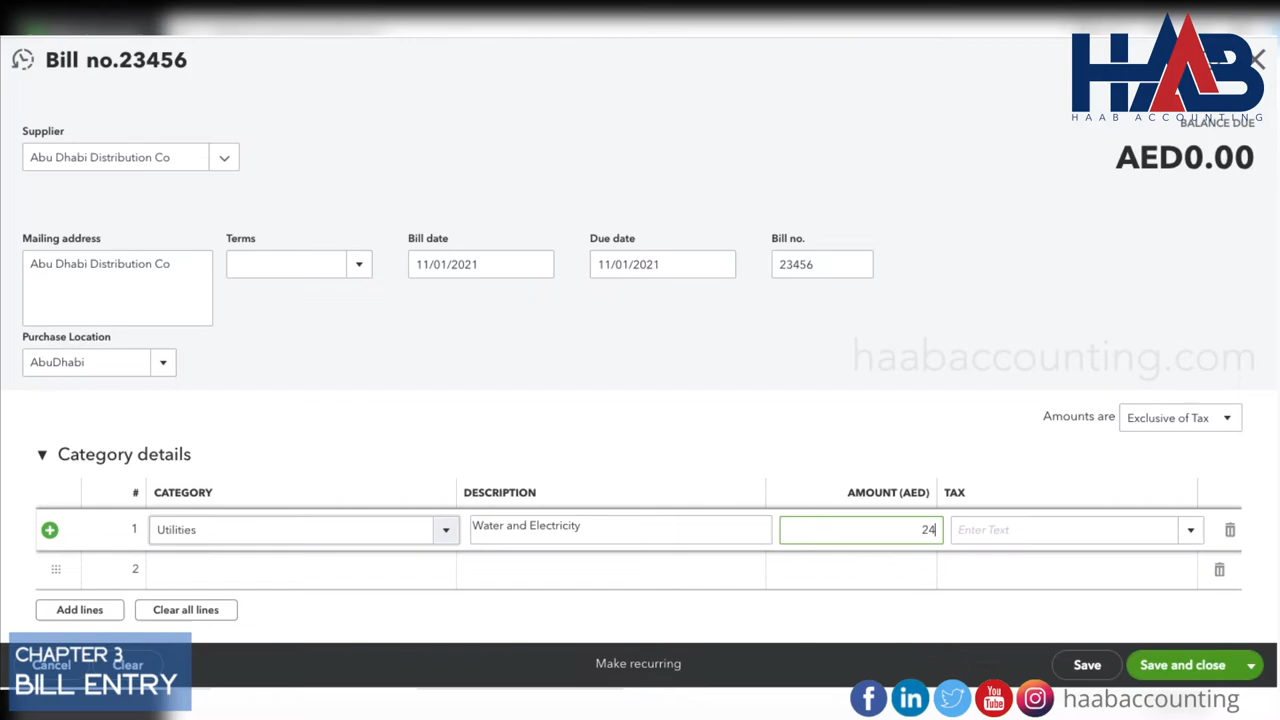 Bill no.23456
HAAB
HAAB ACCOUNTING
BALANCE DUE
AED0.00
Supplier
Abu Dhabi Distribution Co
Mailing address
Terms
Bill date
Due date
Bill no.
Abu Dhabi Distribution Co
11/01/2021
11/01/2021
23456
Purchase Location
AbuDhabi
haabaccounting.com
Amounts are
Exclusive of Tax
Category details
# CATEGORY DESCRIPTION AMOUNT (AED) TAX
1 Utilities Water and Electricity 24 Enter Text
2
Add lines
Clear all lines
Cancel
Clear
CHAPTER 3
BILL ENTRY
Make recurring
Save
Save and close
You Tube
haabaccounting